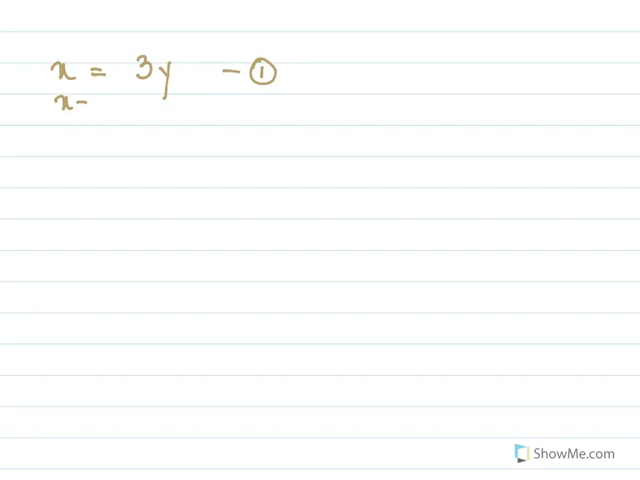 x = 3y - ①
x -
ShowMe.com